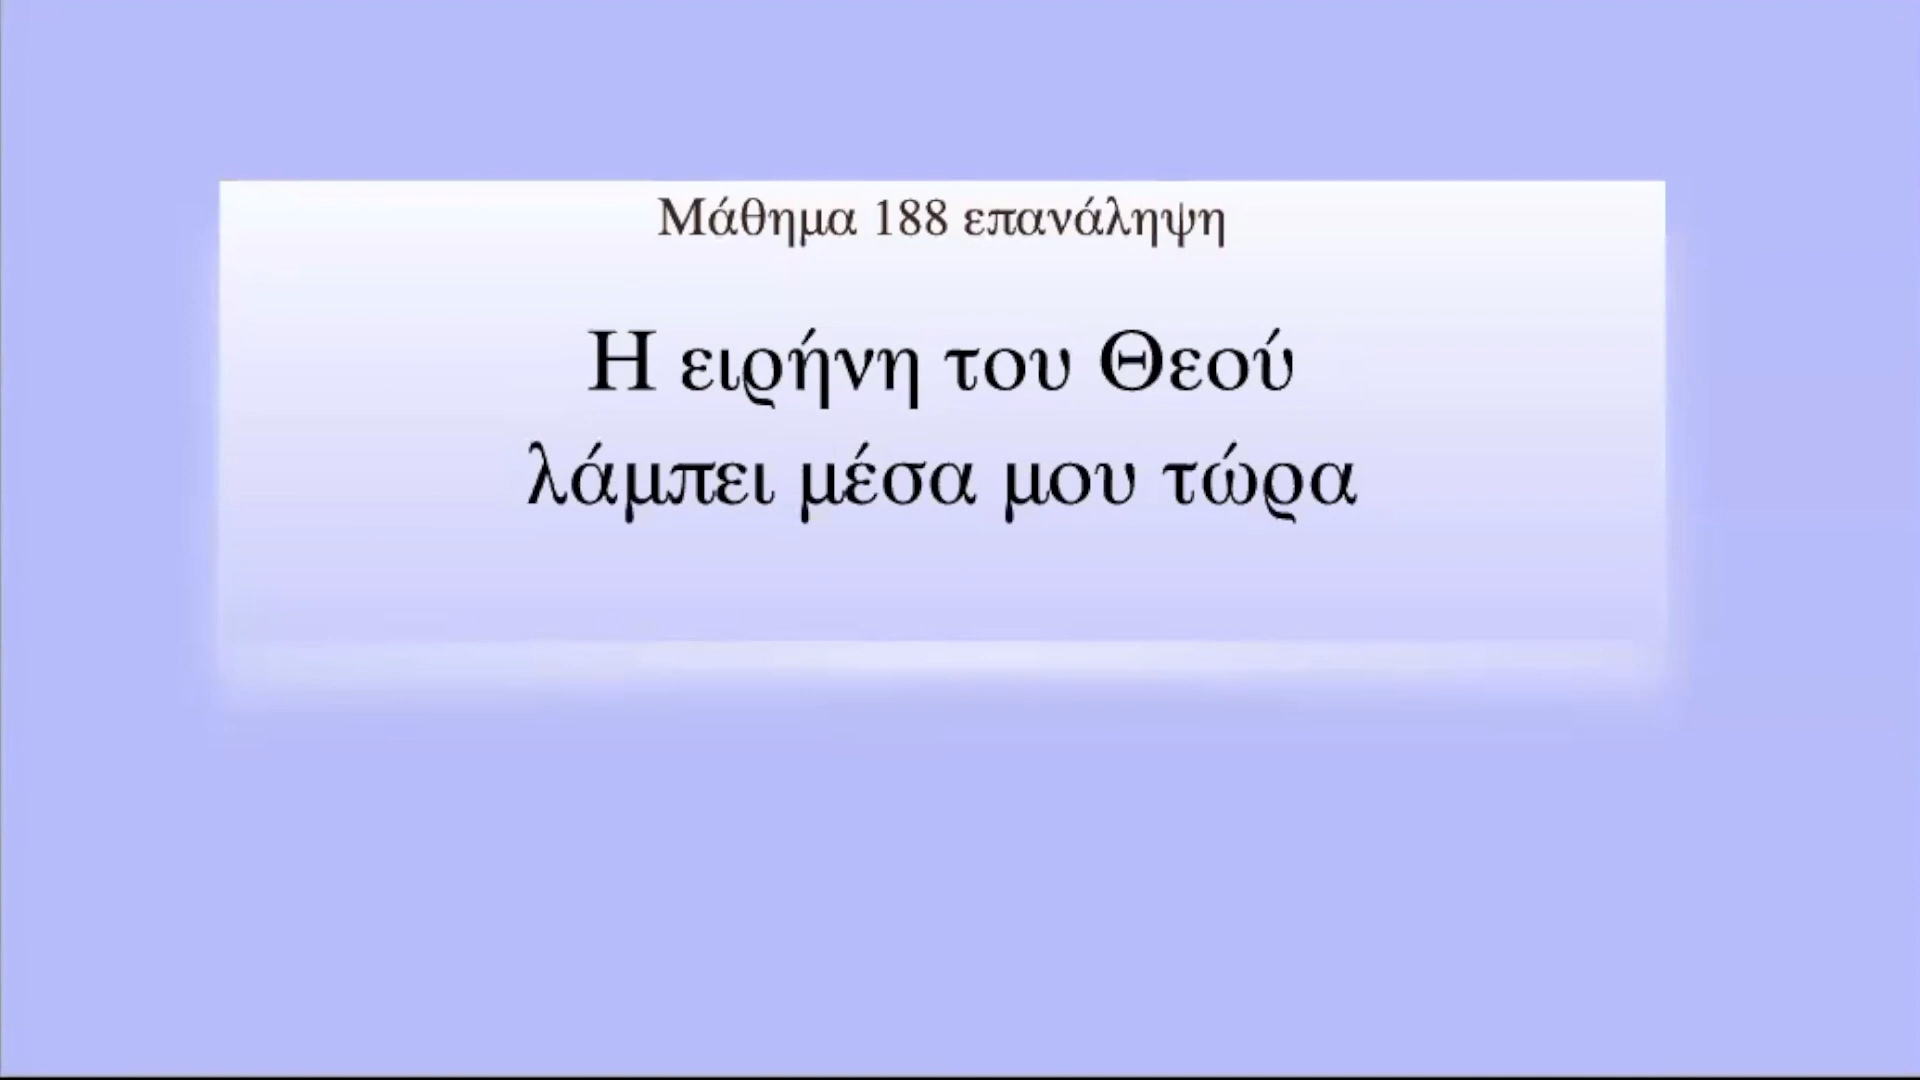 Μάθημα 188 επανάληψη
Η ειρήνη του Θεού
λάμπει μέσα μου τώρα